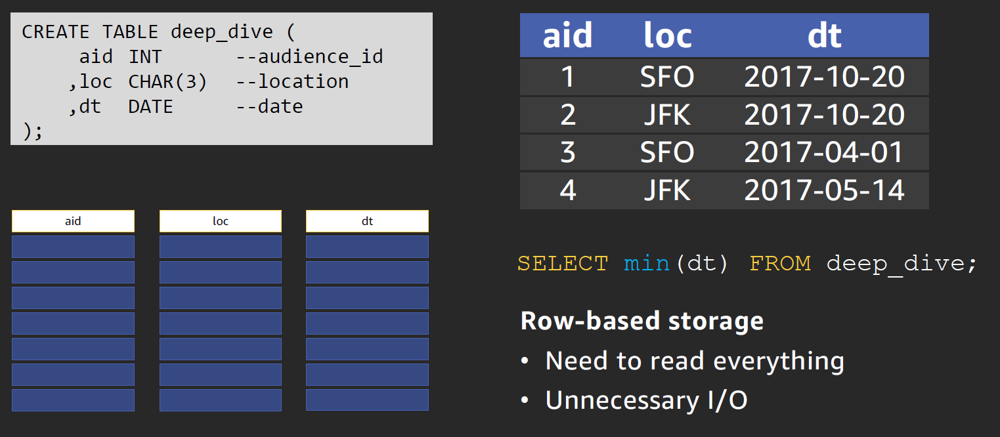 CREATE TABLE deep_dive (
aid INT --audience_id
,loc CHAR(3) --location
,dt DATE --date
);
aid loc dt
1 SFO 2017-10-20
2 JFK 2017-10-20
3 SFO 2017-04-01
4 JFK 2017-05-14
aid loc dt
SELECT min(dt) FROM deep_dive;
Row-based storage
• Need to read everything
• Unnecessary I/O